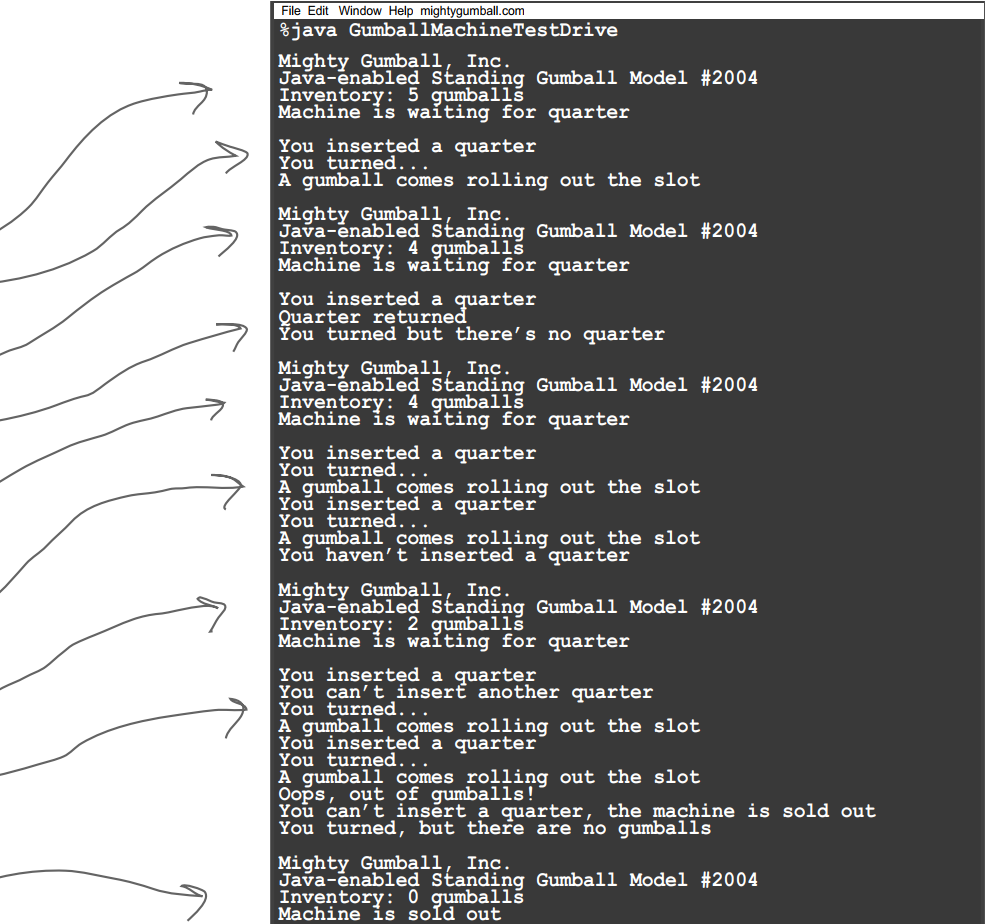 File Edit Window Help mightygumball.com
%java GumballMachineTestDrive
Mighty Gumball, Inc.
Java-enabled Standing Gumball Model #2004
Inventory: 5 gumballs
Machine is waiting for quarter
You inserted a quarter
You turned...
A gumball comes rolling out the slot
Mighty Gumball, Inc.
Java-enabled Standing Gumball Model #2004
Inventory: 4 gumballs
Machine is waiting for quarter
You inserted a quarter
Quarter returned
You turned but there’s no quarter
Mighty Gumball, Inc.
Java-enabled Standing Gumball Model #2004
Inventory: 4 gumballs
Machine is waiting for quarter
You inserted a quarter
You turned...
A gumball comes rolling out the slot
You inserted a quarter
You turned...
A gumball comes rolling out the slot
You haven’t inserted a quarter
Mighty Gumball, Inc.
Java-enabled Standing Gumball Model #2004
Inventory: 2 gumballs
Machine is waiting for quarter
You inserted a quarter
You can’t insert another quarter
You turned...
A gumball comes rolling out the slot
You inserted a quarter
You turned...
A gumball comes rolling out the slot
Oops, out of gumballs!
You can’t insert a quarter, the machine is sold out
You turned, but there are no gumballs
Mighty Gumball, Inc.
Java-enabled Standing Gumball Model #2004
Inventory: 0 gumballs
Machine is sold out